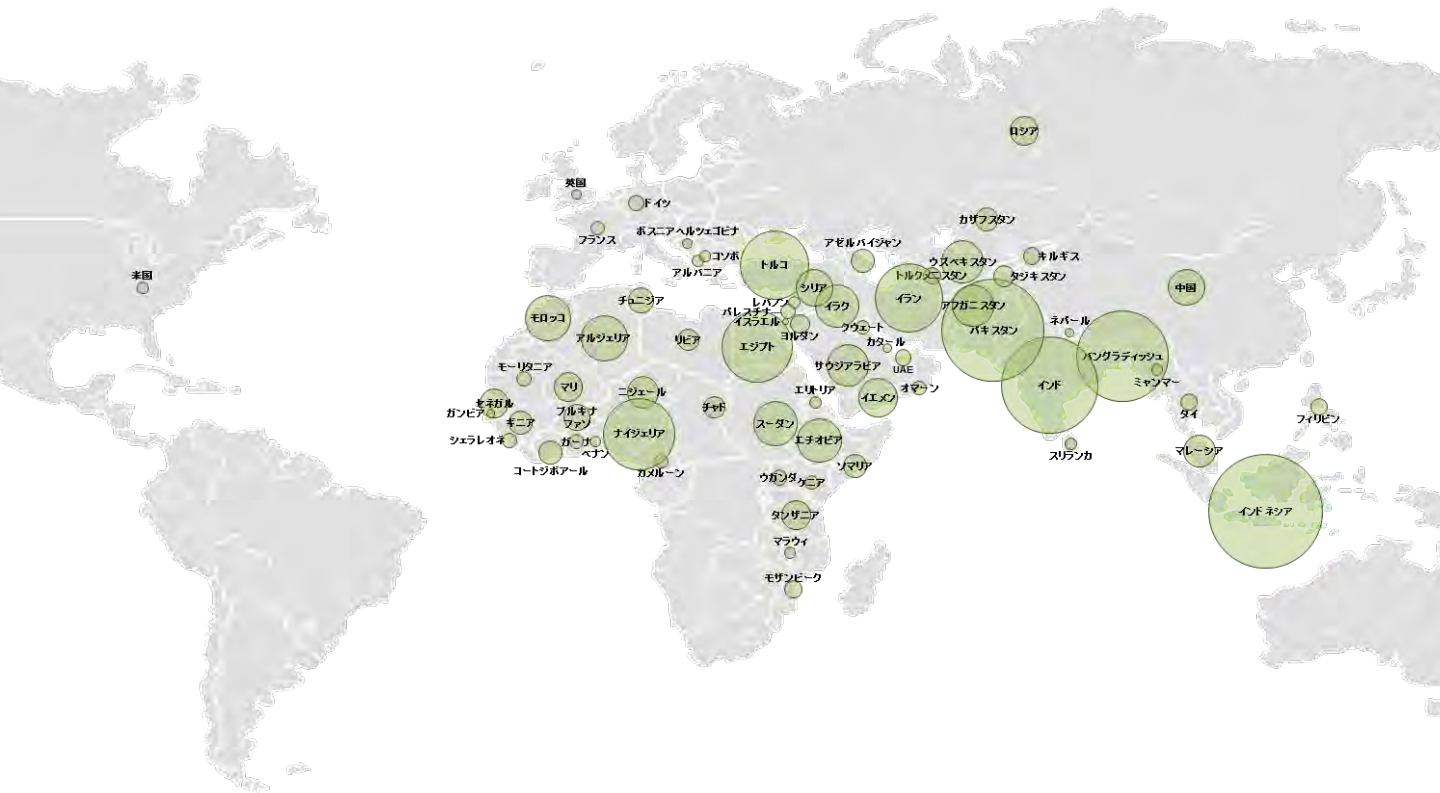 ロシア
英国
ドイツ
フランス
ボスニアヘルツェゴビナ
コソボ
アルバニア
米国
カザフスタン
アゼルバイジャン
ウズベキスタン
キルギス
トルコ
トルクメニスタン
タジキスタン
シリア
中国
イラン
アフガニスタン
チュニジア
レバノン
イラク
パレスチナ
モロッコ
イスラエル
ネパール
クウェート
パキスタン
アルジェリア
リビア
ヨルダン
カタール
エジプト
バングラディッシュ
モーリタニア
サウジアラビア
UAE
ミャンマー
マリ
ニジェール
エリトリア
オマーン
インド
イエメン
セネガル
ガンビア
ブルキナ
ファソ
チャド
タイ
ギニア
スーダン
フィリピン
シェラレオネ
ガーナ
ナイジェリア
エチオピア
ベナン
スリランカ
マレーシア
コートジボアール
カメルーン
ソマリア
ウガンダ
ケニア
タンザニア
インドネシア
マラウィ
モザンビーク